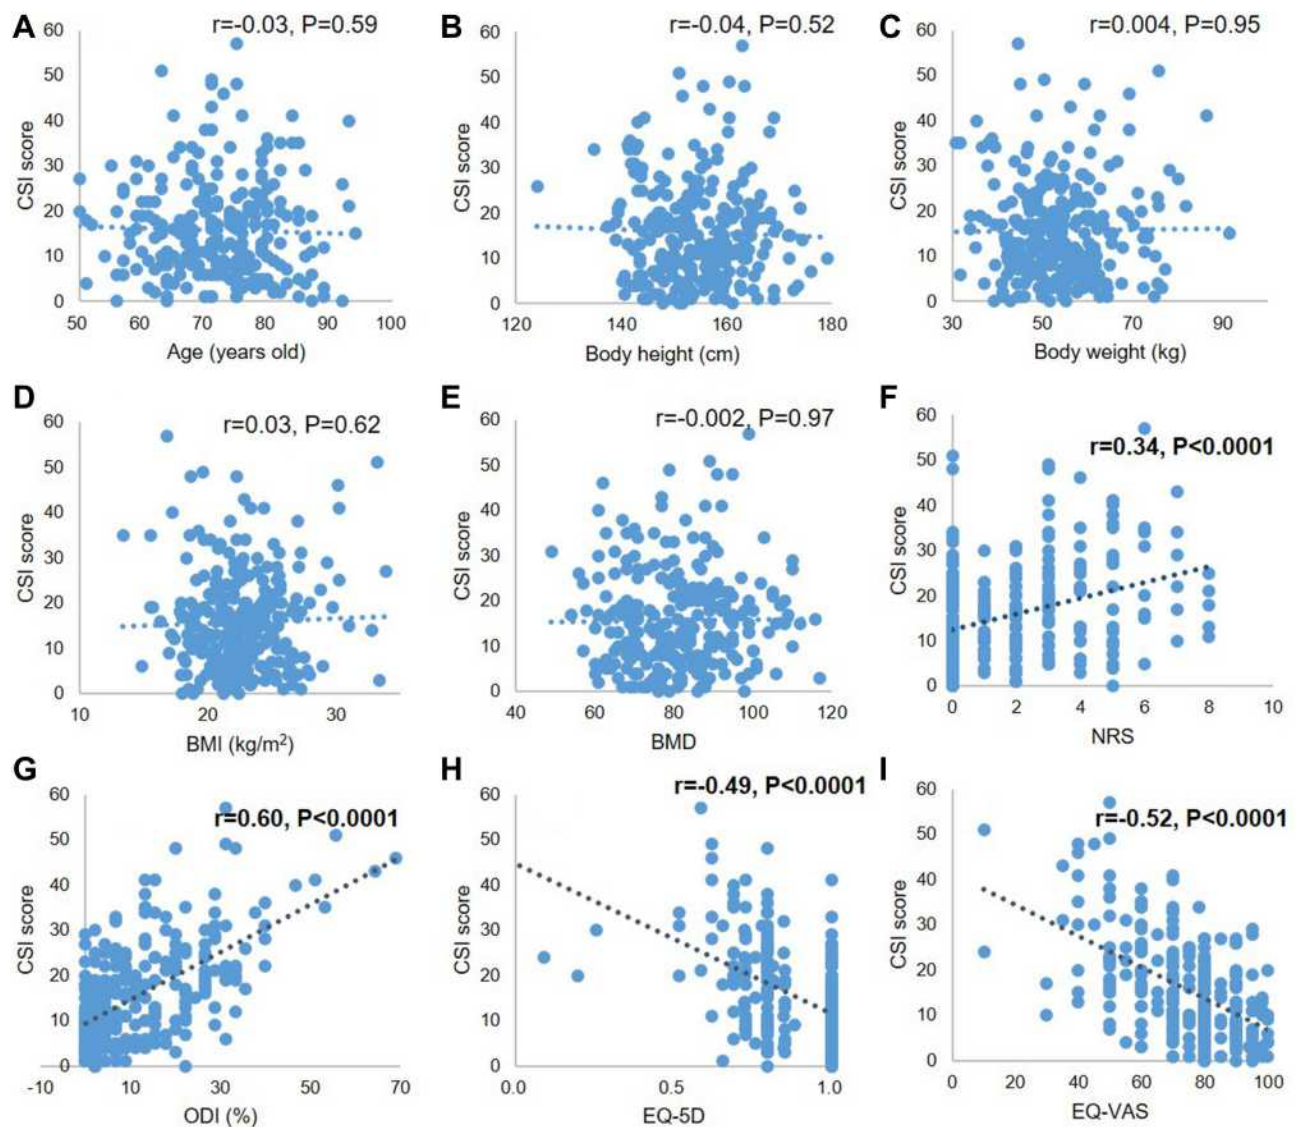 A
r=-0.03, P=0.59
60
50
40
30
20
10
0
CSI score
50 60 70 80 90 100
Age (years old)
B
r=-0.04, P=0.52
60
50
40
30
20
10
0
CSI score
120 140 160 180
Body height (cm)
C
r=0.004, P=0.95
60
50
40
30
20
10
0
CSI score
30 50 70 90
Body weight (kg)
D
r=0.03, P=0.62
60
50
40
30
20
10
0
CSI score
10 20 30
BMI (kg/m²)
E
r=-0.002, P=0.97
60
50
40
30
20
10
0
CSI score
40 60 80 100 120
BMD
F
r=0.34, P<0.0001
60
50
40
30
20
10
0
CSI score
0 2 4 6 8 10
NRS
G
r=0.60, P<0.0001
60
50
40
30
20
10
0
CSI score
-10 10 30 50 70
ODI (%)
H
r=-0.49, P<0.0001
60
50
40
30
20
10
0
CSI score
0.0 0.5 1.0
EQ-5D
I
r=-0.52, P<0.0001
60
50
40
30
20
10
0
CSI score
0 20 40 60 80 100
EQ-VAS